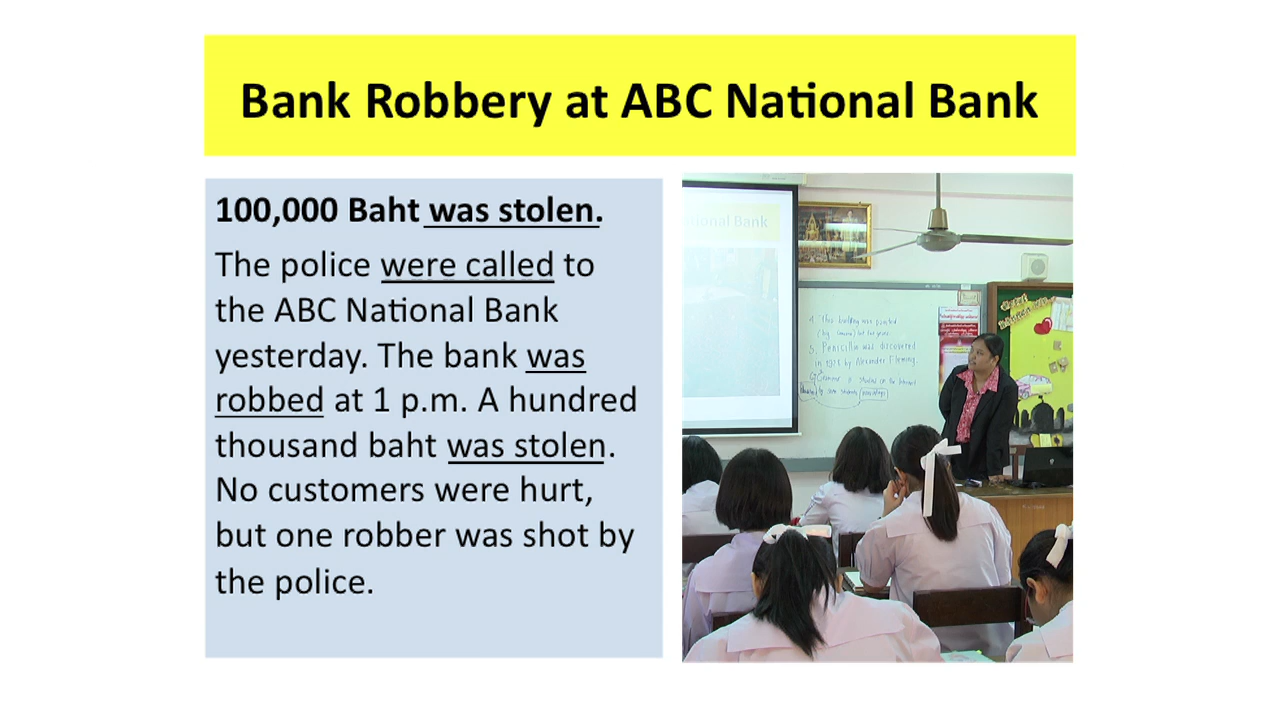 Bank Robbery at ABC National Bank
100,000 Baht was stolen.
The police were called to
the ABC National Bank
yesterday. The bank was
robbed at 1 p.m. A hundred
thousand baht was stolen.
No customers were hurt,
but one robber was shot by
the police.
ional Bank
4. This building was painted
5. Penicillin was discovered
in 1928 by Alexander Fleming.